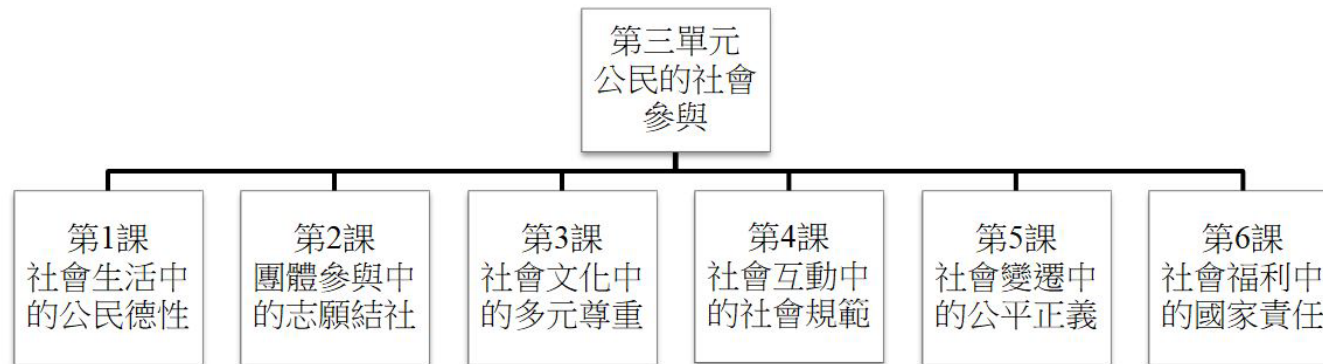 第三單元
公民的社會
參與
第1課
社會生活中
的公民德性
第2課
團體參與中
的志願結社
第3課
社會文化中
的多元尊重
第4課
社會互動中
的社會規範
第5課
社會變遷中
的公平正義
第6課
社會福利中
的國家責任